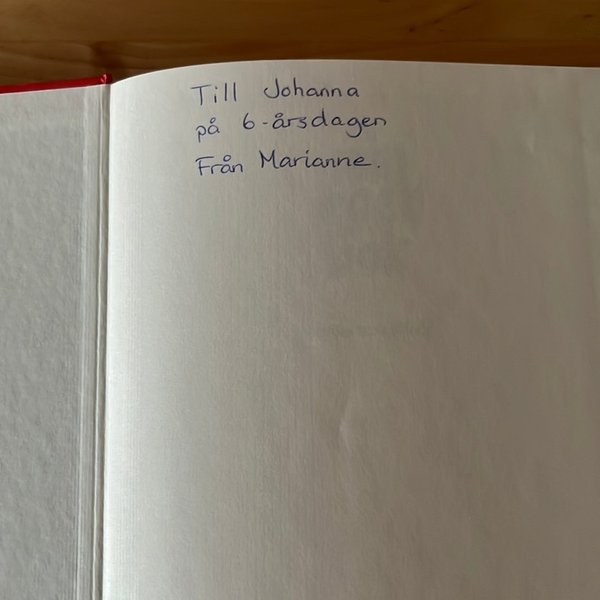 Till Johanna
på 6-årsdagen
Från Marianne.